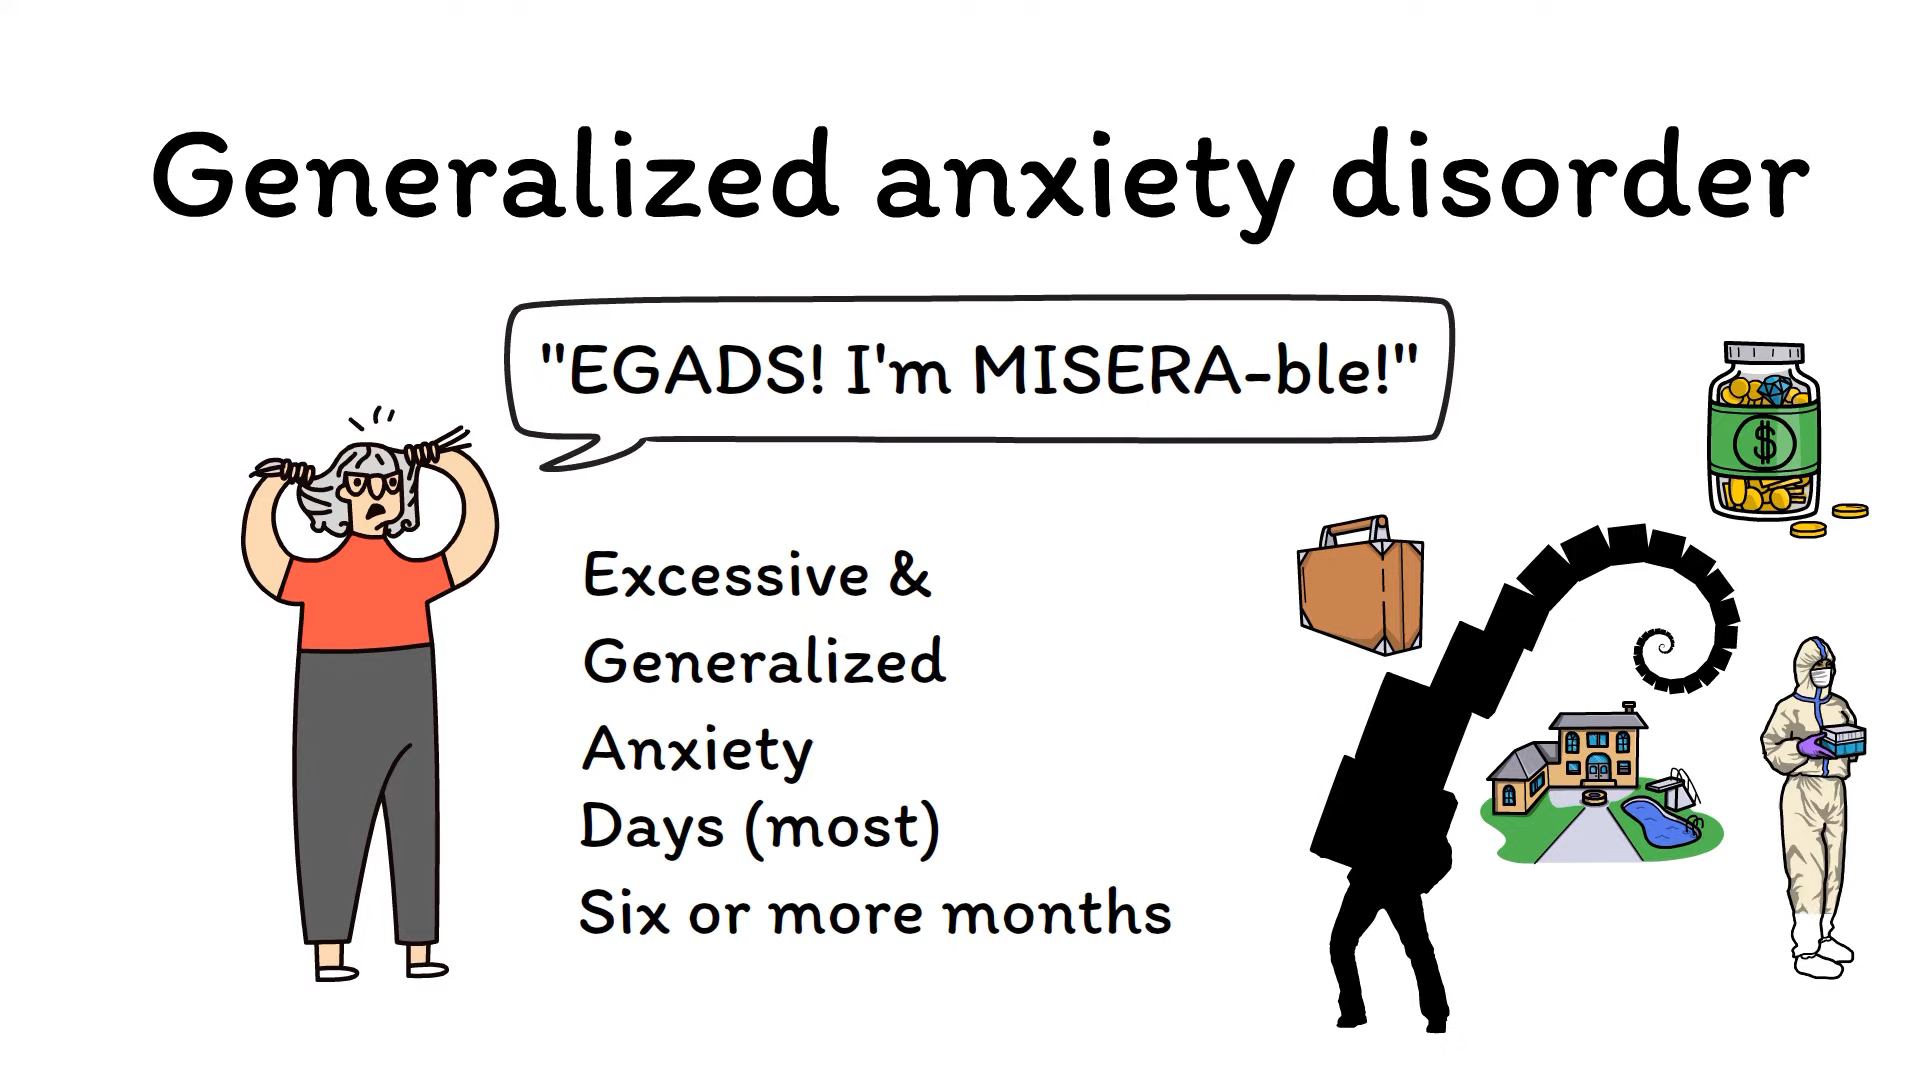 Generalized anxiety disorder
"EGADS! I'm MISERA-ble!"
Excessive &
Generalized
Anxiety
Days (most)
Six or more months
$